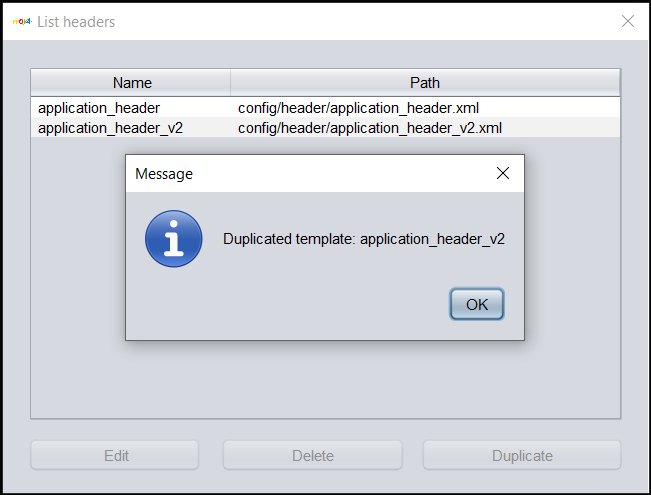 List headers
Name Path
application_header config/header/application_header.xml
application_header_v2 config/header/application_header_v2.xml
Message
Duplicated template: application_header_v2
OK
Edit Delete Duplicate